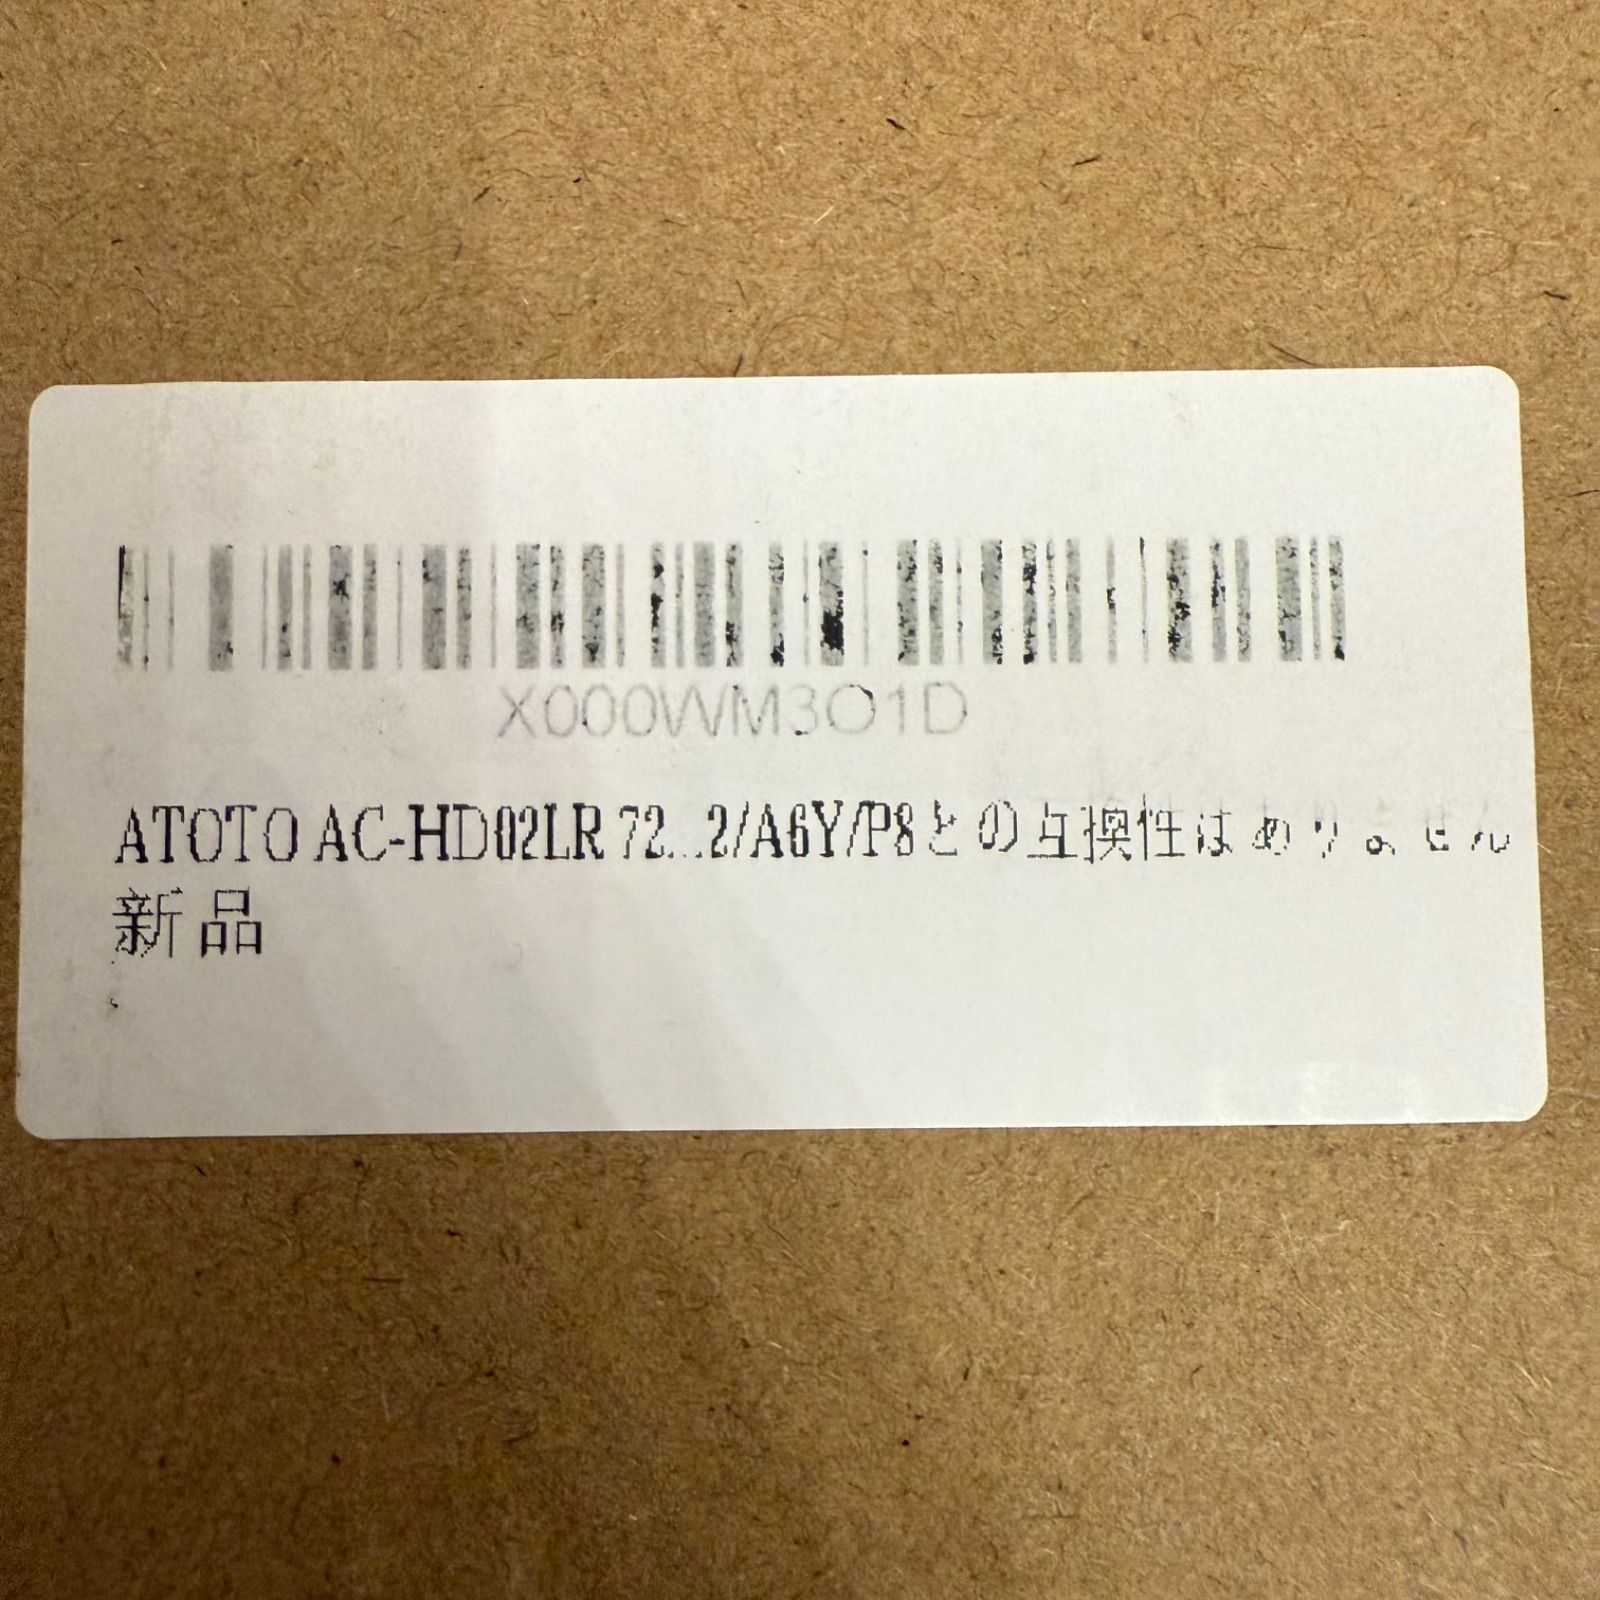 X000WM3O1D
ATOTO AC-HD02LR 72...2/A6Y/P8との互換性はありません
新品